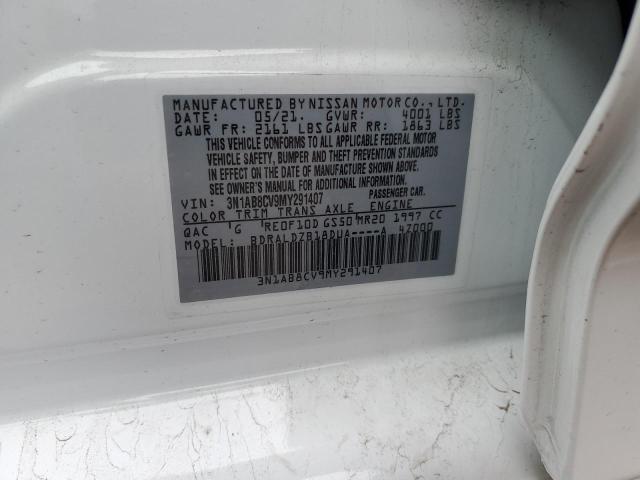 MANUFACTURED BY NISSAN MOTOR CO., LTD.
DATE: 05/21. GVWR: 4001 LBS
GAWR FR: 2161 LBS GAWR RR: 1863 LBS
THIS VEHICLE CONFORMS TO ALL APPLICABLE FEDERAL MOTOR
VEHICLE SAFETY, BUMPER AND THEFT PREVENTION STANDARDS
IN EFFECT ON THE DATE OF MANUFACTURE SHOWN ABOVE.
SEE OWNER'S MANUAL FOR ADDITIONAL INFORMATION.
VIN: 3N1AB8CV9MY291407 PASSENGER CAR.
COLOR TRIM TRANS AXLE ENGINE
QAC G RE0F10D GS50 MR20 1997 CC
MODEL: BDRALDZB18DUA----A 47000
3N1AB8CV9MY291407